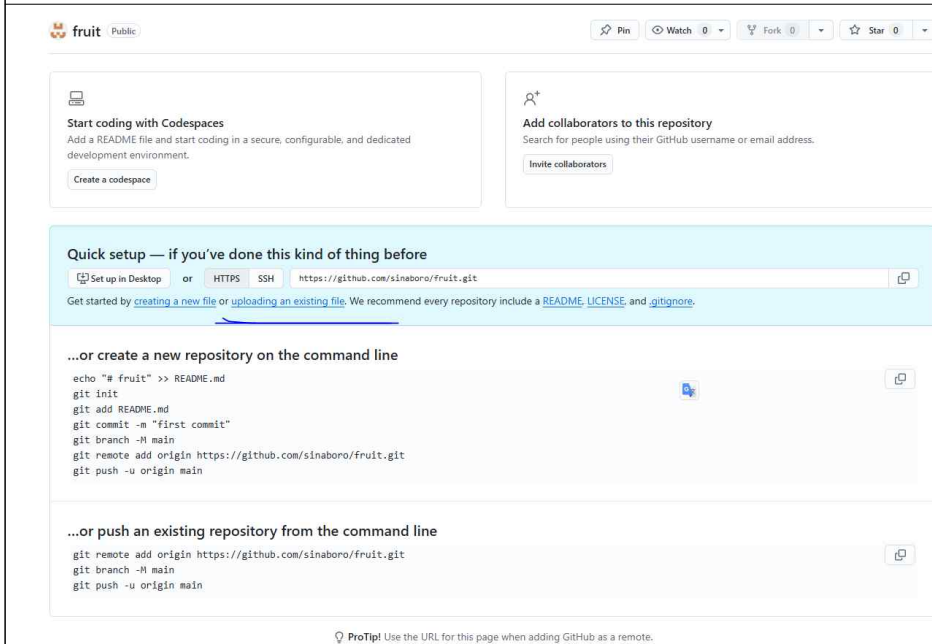 fruit Public
Pin Watch 0 Fork 0 Star 0
Start coding with Codespaces
Add a README file and start coding in a secure, configurable, and dedicated
development environment.
Create a codespace
Add collaborators to this repository
Search for people using their GitHub username or email address.
Invite collaborators
Quick setup — if you've done this kind of thing before
Set up in Desktop or HTTPS SSH https://github.com/sinaboro/fruit.git
Get started by creating a new file or uploading an existing file. We recommend every repository include a README, LICENSE, and .gitignore.
...or create a new repository on the command line
echo "# fruit" >> README.md
git init
git add README.md
git commit -m "first commit"
git branch -M main
git remote add origin https://github.com/sinaboro/fruit.git
git push -u origin main
...or push an existing repository from the command line
git remote add origin https://github.com/sinaboro/fruit.git
git branch -M main
git push -u origin main
ProTip! Use the URL for this page when adding GitHub as a remote.